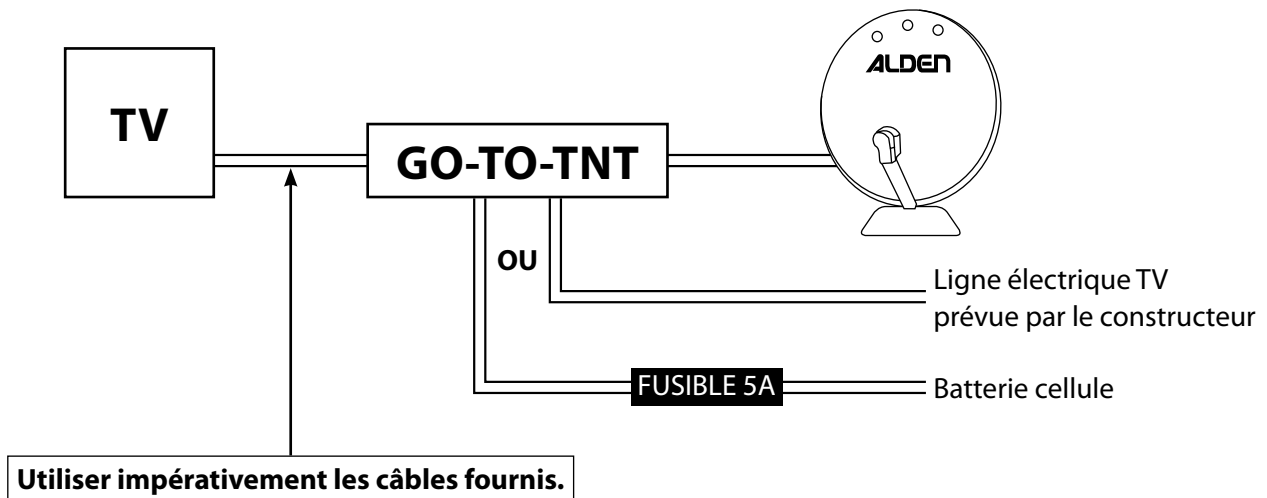 ALDEN
TV
GO-TO-TNT
OU
Ligne électrique TV
prévue par le constructeur
FUSIBLE 5A
Batterie cellule
Utiliser impérativement les câbles fournis.